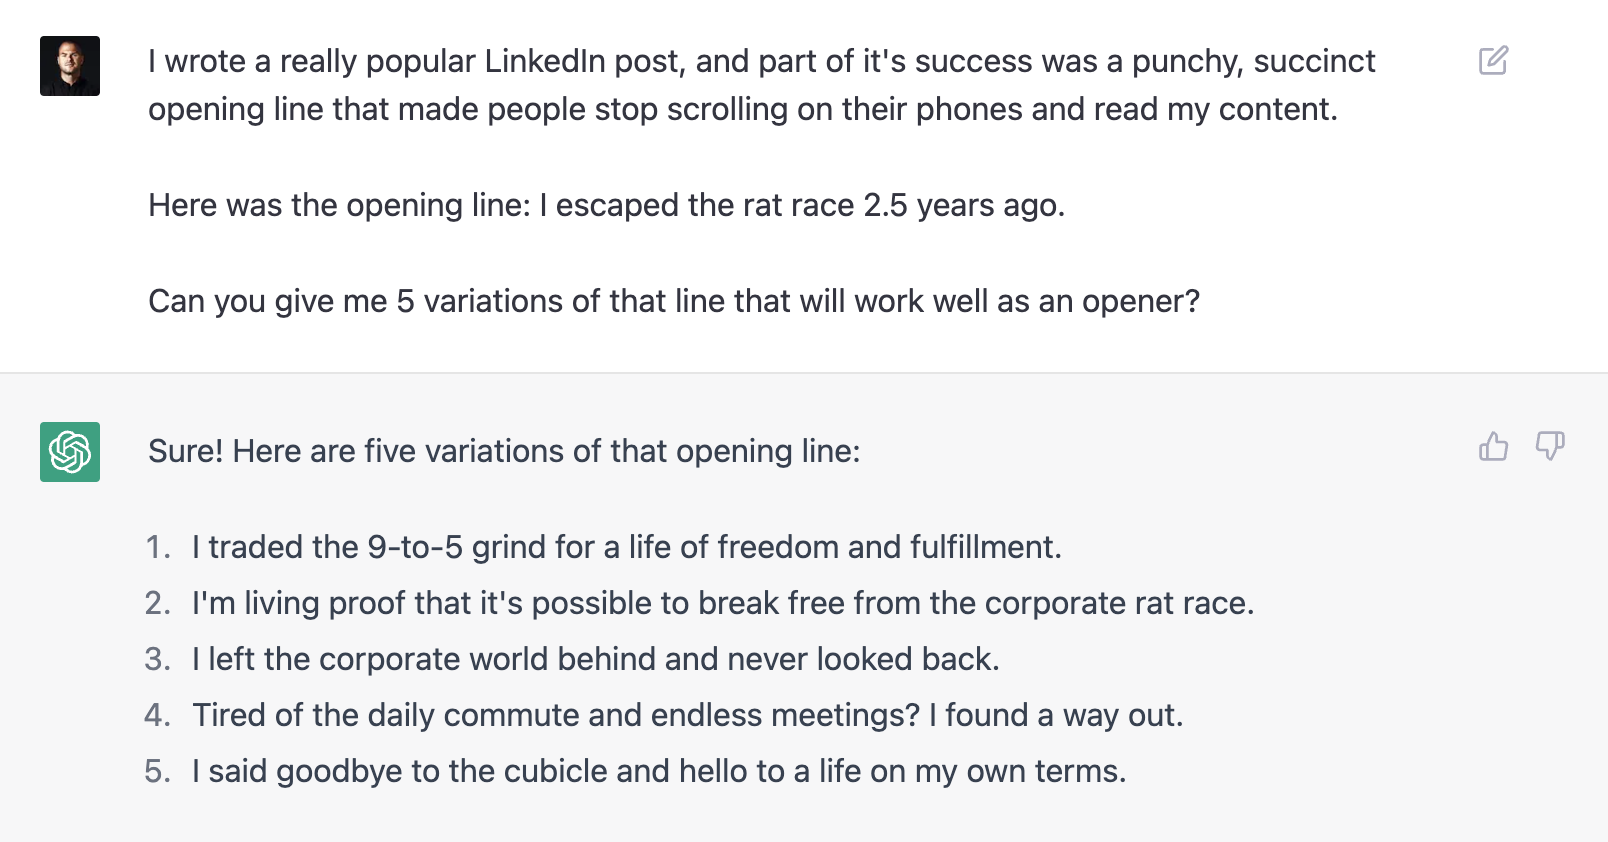 I wrote a really popular LinkedIn post, and part of it's success was a punchy, succinct
opening line that made people stop scrolling on their phones and read my content.
Here was the opening line: I escaped the rat race 2.5 years ago.
Can you give me 5 variations of that line that will work well as an opener?
Sure! Here are five variations of that opening line:
1. I traded the 9-to-5 grind for a life of freedom and fulfillment.
2. I'm living proof that it's possible to break free from the corporate rat race.
3. I left the corporate world behind and never looked back.
4. Tired of the daily commute and endless meetings? I found a way out.
5. I said goodbye to the cubicle and hello to a life on my own terms.